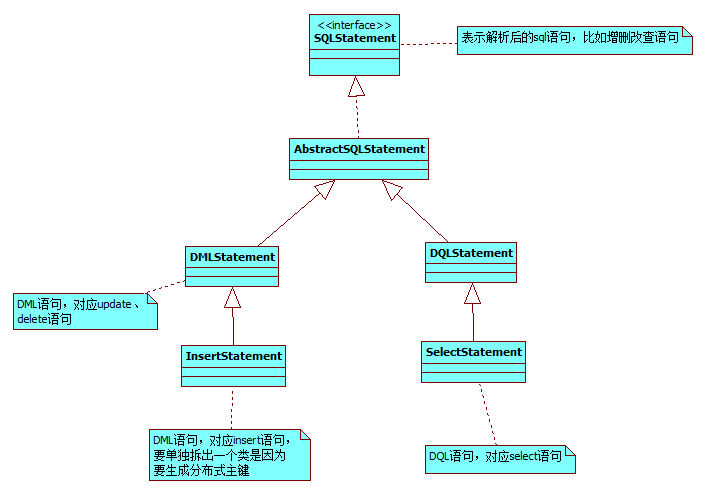 <<interface>>
SQLStatement
表示解析后的sql语句，比如增删改查语句
AbstractSQLStatement
DMLStatement
DQLStatement
DML语句，对应update 、
delete语句
InsertStatement
SelectStatement
DML语句，对应insert语句，
要单独拆出一个类是因为
要生成分布式主键
DQL语句，对应select语句